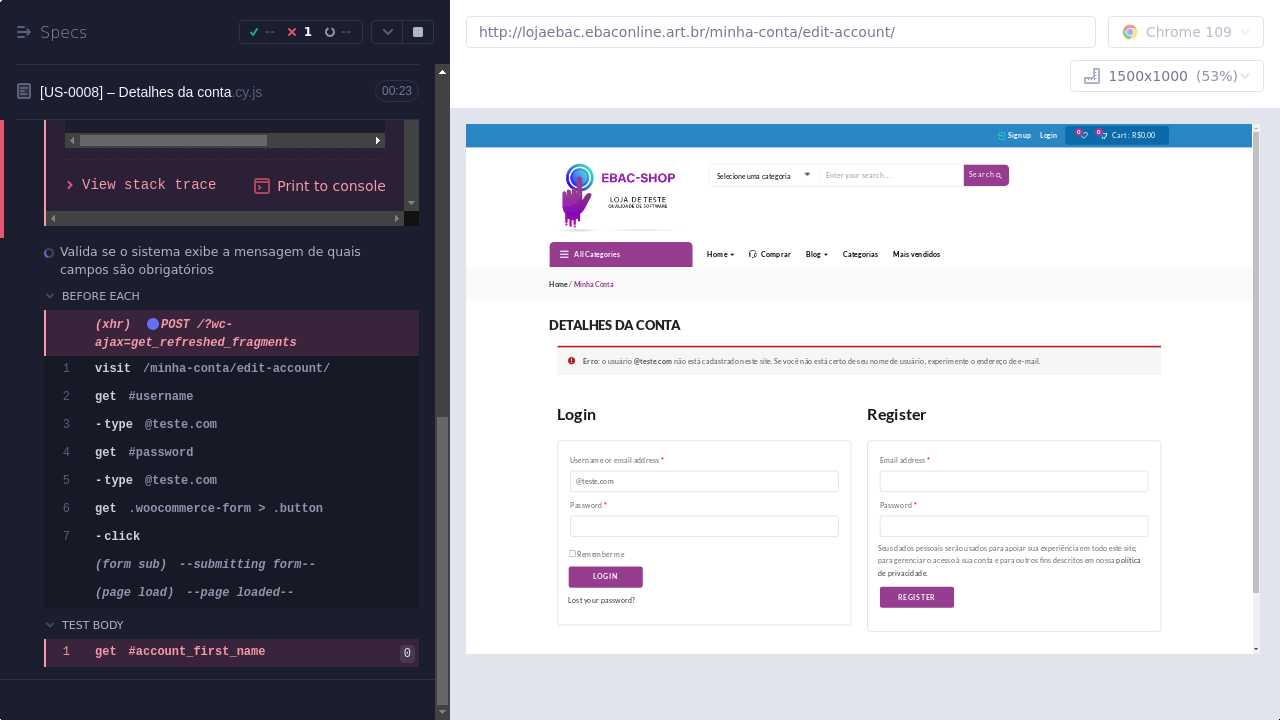 Specs
-- 1 --
[US-0008] – Detalhes da conta.cy.js
00:23
View stack trace
Print to console
Valida se o sistema exibe a mensagem de quais
campos são obrigatórios
BEFORE EACH
(xhr) POST /?wc-
ajax=get_refreshed_fragments
1 visit /minha-conta/edit-account/
2 get #username
3 -type @teste.com
4 get #password
5 -type @teste.com
6 get .woocommerce-form > .button
7 -click
(form sub) --submitting form--
(page load) --page loaded--
TEST BODY
1 get #account_first_name 0
http://lojaebac.ebaconline.art.br/minha-conta/edit-account/
Chrome 109
1500x1000 (53%)
Sign up Login 0 0 Cart : R$0,00
EBAC-SHOP
LOJA DE TESTE
QUALIDADE DE SOFTWARE
Selecione uma categoria
Enter your search ...
Search
All Categories
Home Comprar Blog Categorias Mais vendidos
Home / Minha Conta
DETALHES DA CONTA
Erro: o usuário @teste.com não está cadastrado neste site. Se você não está certo de seu nome de usuário, experimente o endereço de e-mail.
Login
Username or email address *
@teste.com
Password *
Remember me
LOGIN
Lost your password?
Register
Email address *
Password *
Seus dados pessoais serão usados para apoiar sua experiência em todo este site,
para gerenciar o acesso à sua conta e para outros fins descritos em nossa política
de privacidade.
REGISTER